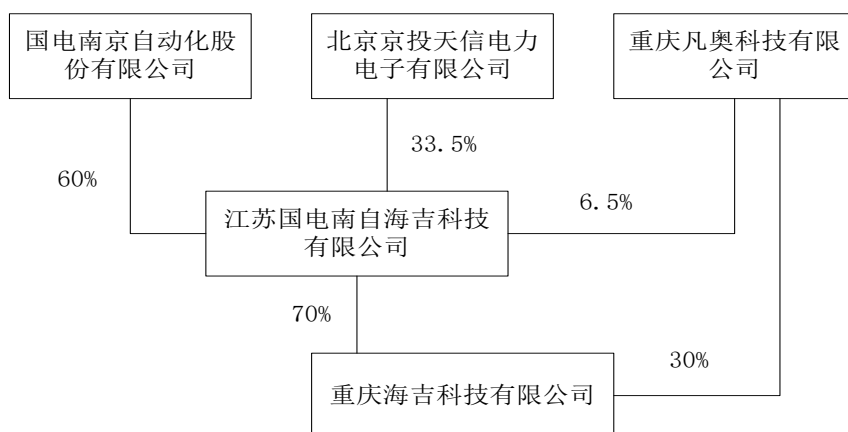 国电南京自动化股
份有限公司
北京京投天信电力
电子有限公司
重庆凡奥科技有限
公司
33.5%
60%
6.5%
江苏国电南自海吉科技
有限公司
70%
30%
重庆海吉科技有限公司